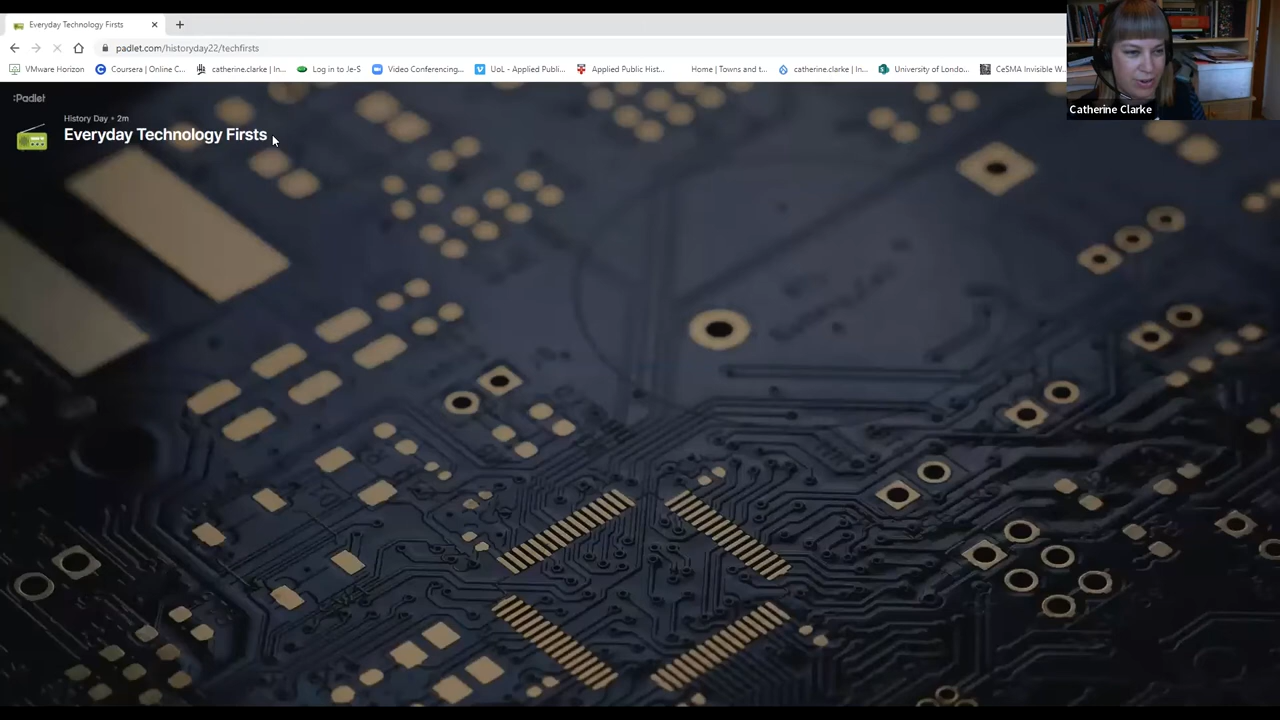 Everyday Technology Firsts
padlet.com/historyday22/techfirsts
VMware Horizon
Coursera | Online C...
catherine.clarke | In...
Log in to Je-S
Video Conferencing...
UoL - Applied Publi...
Applied Public Hist...
Home | Towns and t...
catherine.clarke | In...
University of London...
CeSMA Invisible W...
Catherine Clarke
:Padlet
History Day • 2m
Everyday Technology Firsts